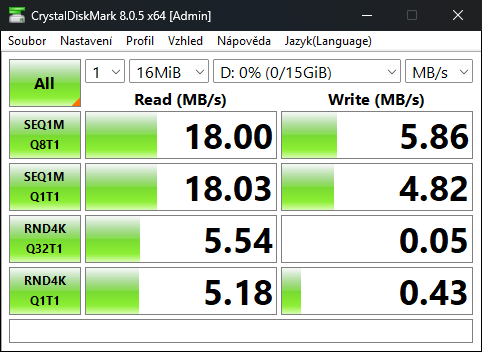 CrystalDiskMark 8.0.5 x64 [Admin]
Soubor Nastavení Profil Vzhled Nápověda Jazyk(Language)
All 1 16MiB D: 0% (0/15GiB) MB/s
Read (MB/s) Write (MB/s)
SEQ1M
Q8T1 18.00 5.86
SEQ1M
Q1T1 18.03 4.82
RND4K
Q32T1 5.54 0.05
RND4K
Q1T1 5.18 0.43